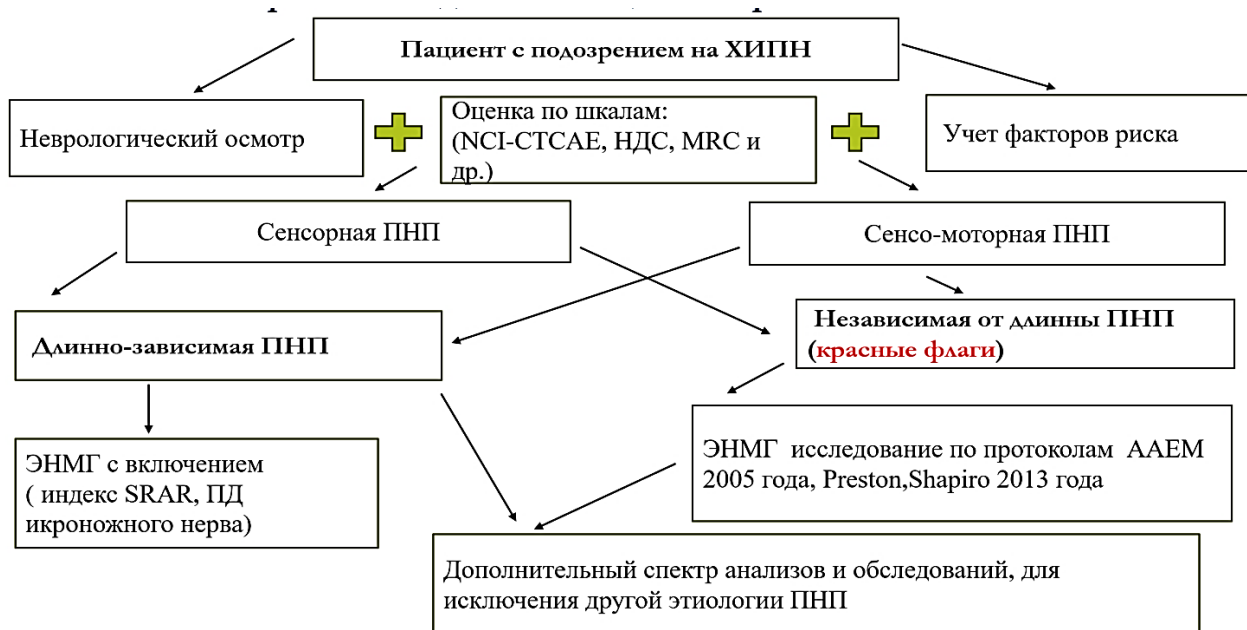 Пациент с подозрением на ХИПН
Неврологический осмотр
Оценка по шкалам:
(NCI-CTCAE, НДС, MRC и
др.)
Учет факторов риска
Сенсорная ПНП
Сенсо-моторная ПНП
Длинно-зависимая ПНП
Независимая от длинны ПНП
(красные флаги)
ЭНМГ с включением
( индекс SRAR, ПД
икроножного нерва)
ЭНМГ исследование по протоколам ААЕМ
2005 года, Preston,Shapiro 2013 года
Дополнительный спектр анализов и обследований, для
исключения другой этиологии ПНП